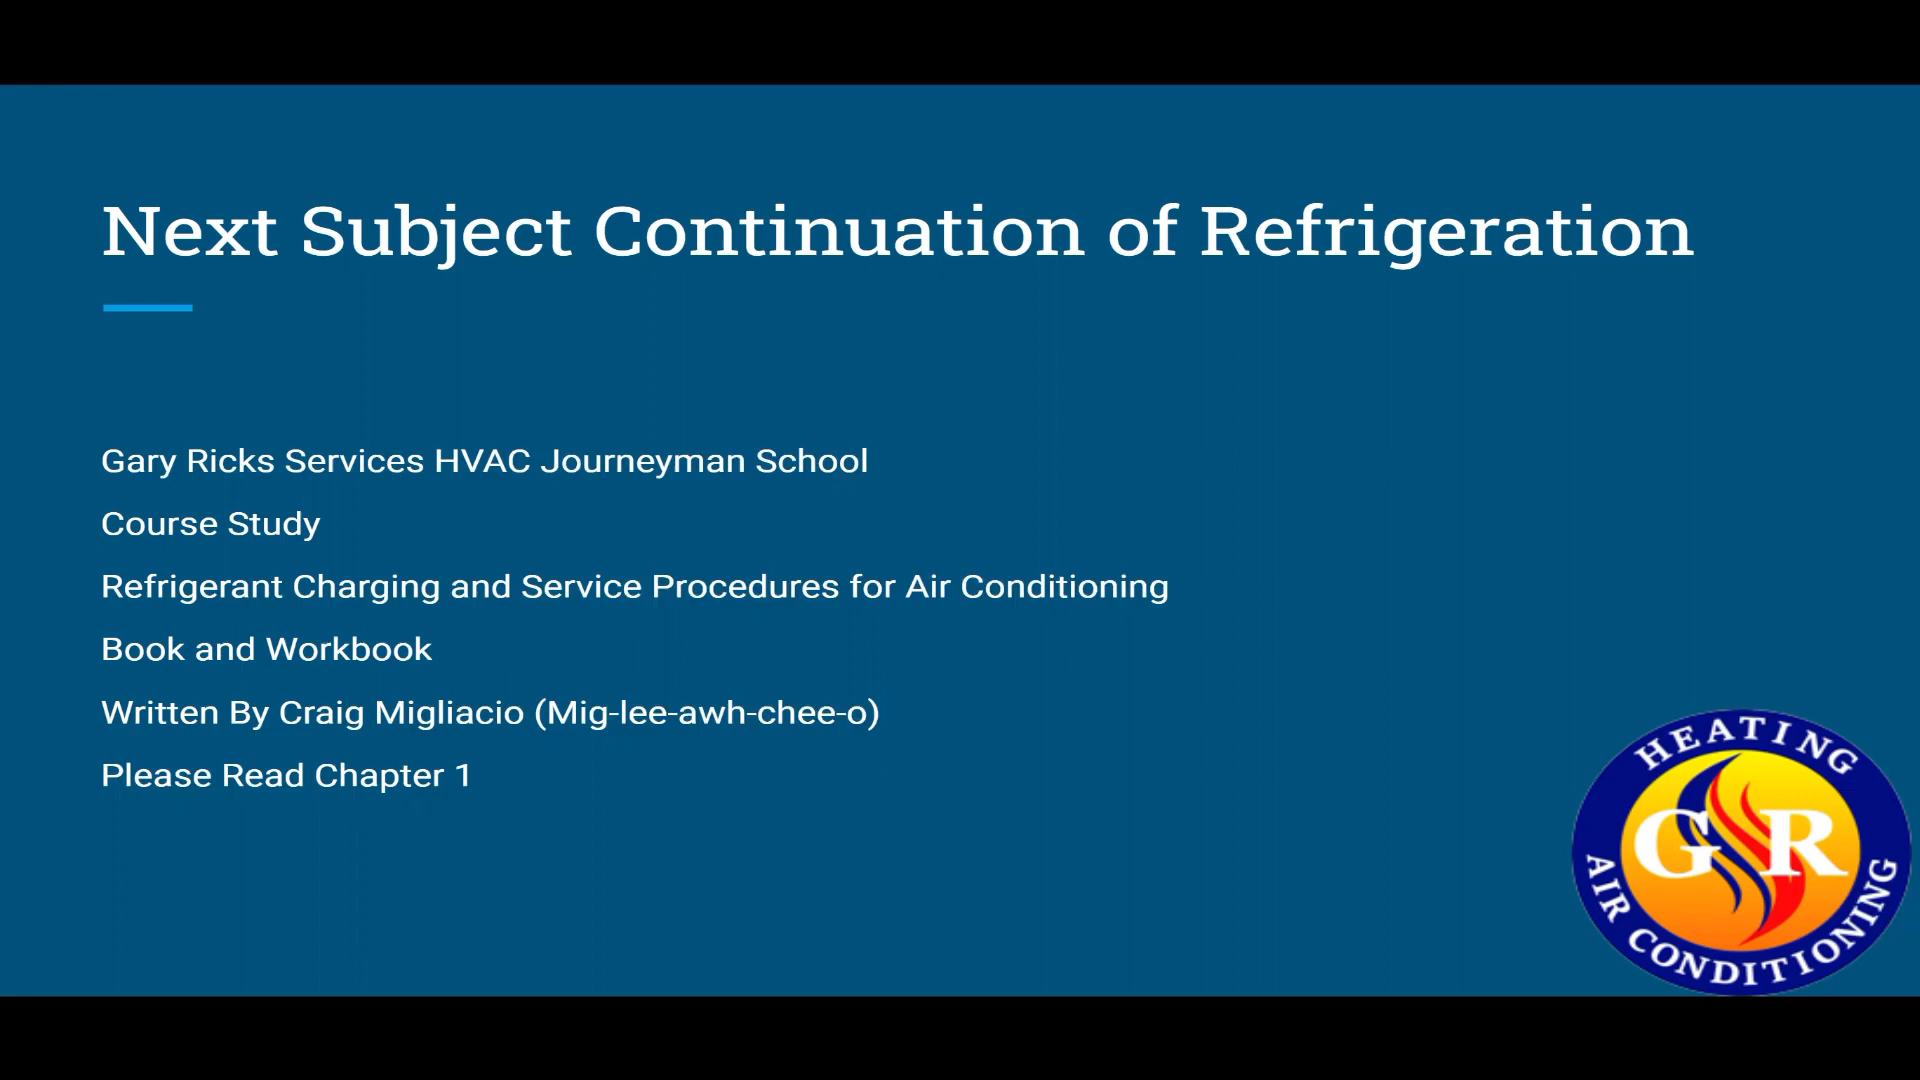 Next Subject Continuation of Refrigeration
Gary Ricks Services HVAC Journeyman School
Course Study
Refrigerant Charging and Service Procedures for Air Conditioning
Book and Workbook
Written By Craig Migliacio (Mig-lee-awh-chee-o)
Please Read Chapter 1
HEATING
G R
AIR CONDITIONING